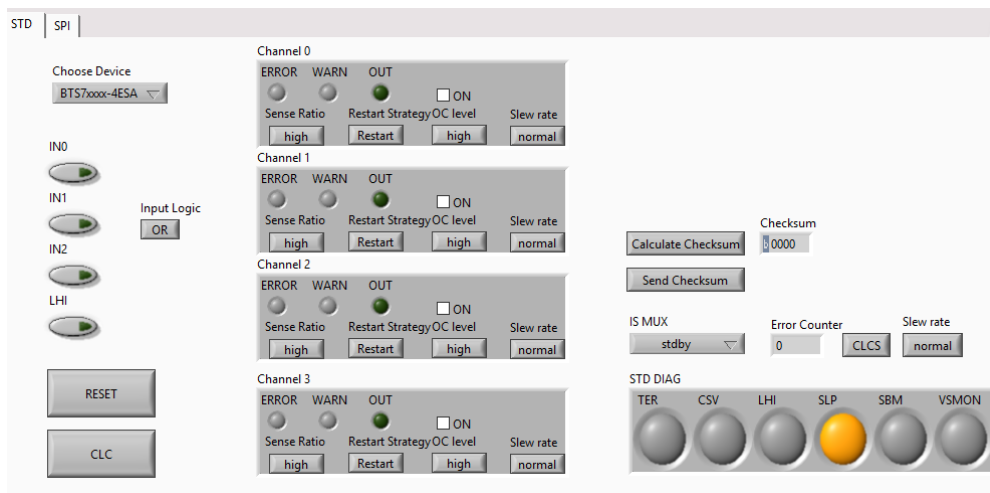 STD SPI
Choose Device
BTS7xxxx-4ESA
IN0
IN1
Input Logic
OR
IN2
LHI
RESET
CLC
Channel 0
ERROR WARN OUT
ON
Sense Ratio Restart Strategy OC level Slew rate
high Restart high normal
Channel 1
ERROR WARN OUT
ON
Sense Ratio Restart Strategy OC level Slew rate
high Restart high normal
Channel 2
ERROR WARN OUT
ON
Sense Ratio Restart Strategy OC level Slew rate
high Restart high normal
Channel 3
ERROR WARN OUT
ON
Sense Ratio Restart Strategy OC level Slew rate
high Restart high normal
Checksum
Calculate Checksum b 0000
Send Checksum
IS MUX Error Counter Slew rate
stdby 0 CLCS normal
STD DIAG
TER CSV LHI SLP SBM VSMON